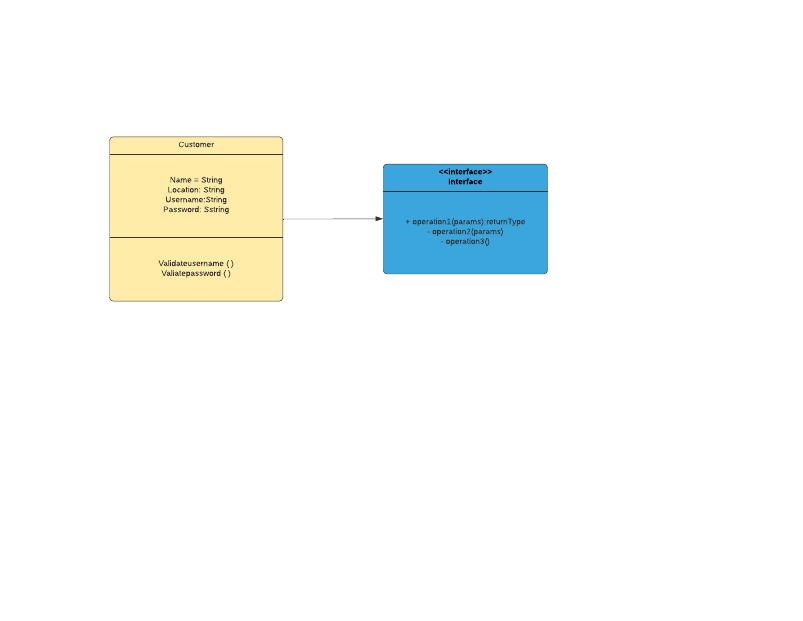 Customer
Name = String
Location: String
Username:String
Password: Sstring
Validateusername ( )
Valiatepassword ( )
<<interface>>
Interface
+ operation1(params):returnType
- operation2(params)
- operation3()